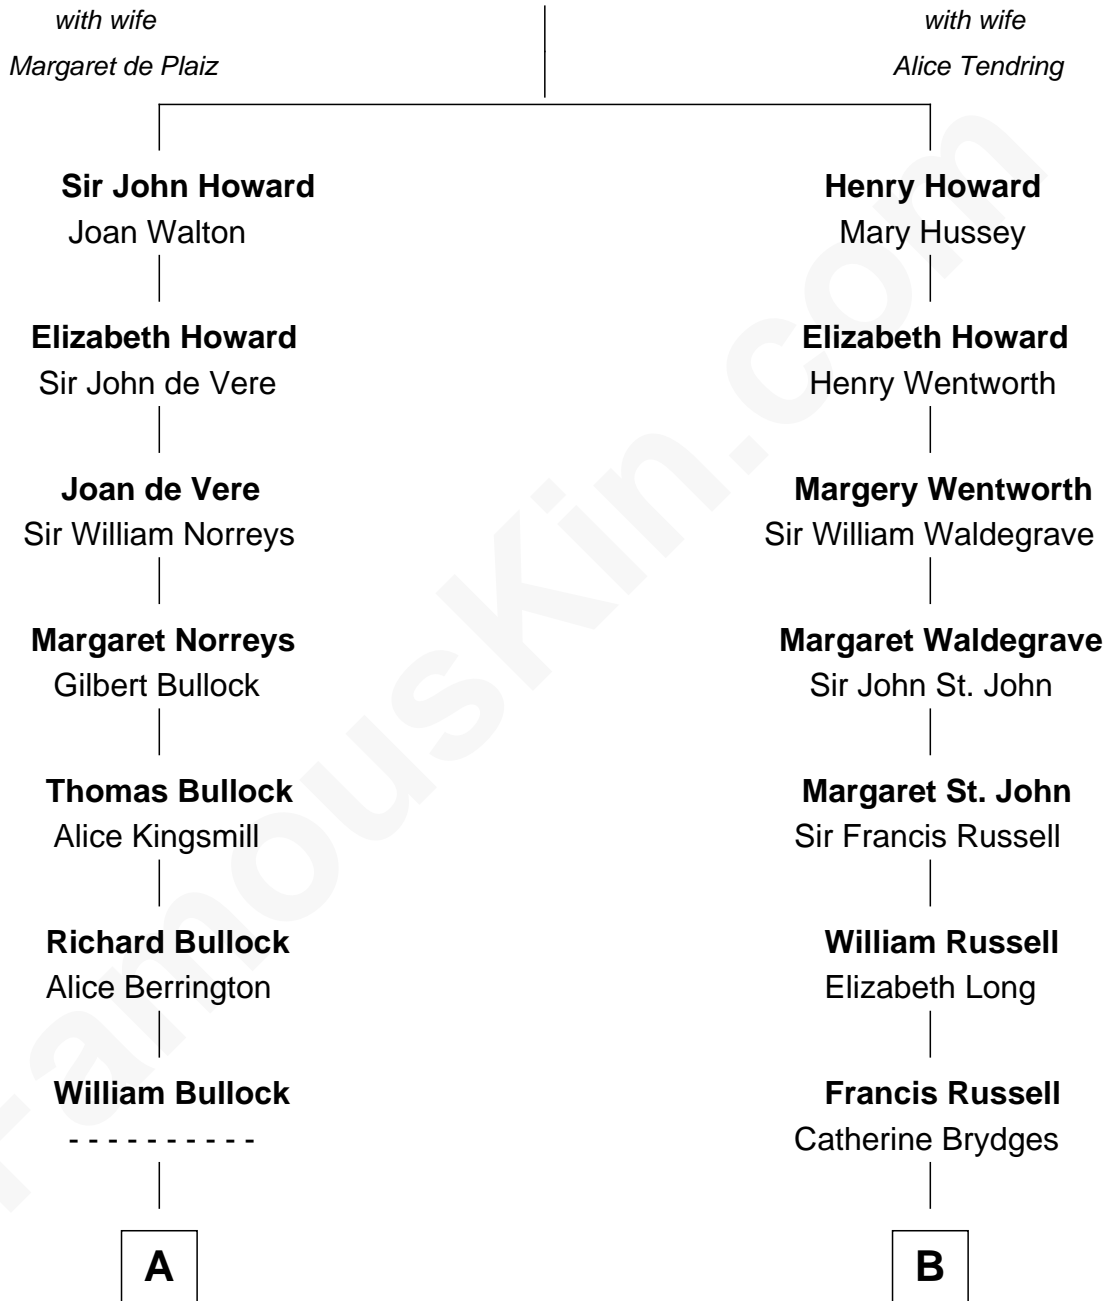 with wife
Margaret de Plaiz
with wife
Alice Tendring
Sir John Howard
Joan Walton
Henry Howard
Mary Hussey
Elizabeth Howard
Sir John de Vere
Elizabeth Howard
Henry Wentworth
Joan de Vere
Sir William Norreys
Margery Wentworth
Sir William Waldegrave
Margaret Norreys
Gilbert Bullock
Margaret Waldegrave
Sir John St. John
Thomas Bullock
Alice Kingsmill
Margaret St. John
Sir Francis Russell
Richard Bullock
Alice Berrington
William Russell
Elizabeth Long
William Bullock
- - - - - - - - - -
Francis Russell
Catherine Brydges
A
B
FamousKin.com